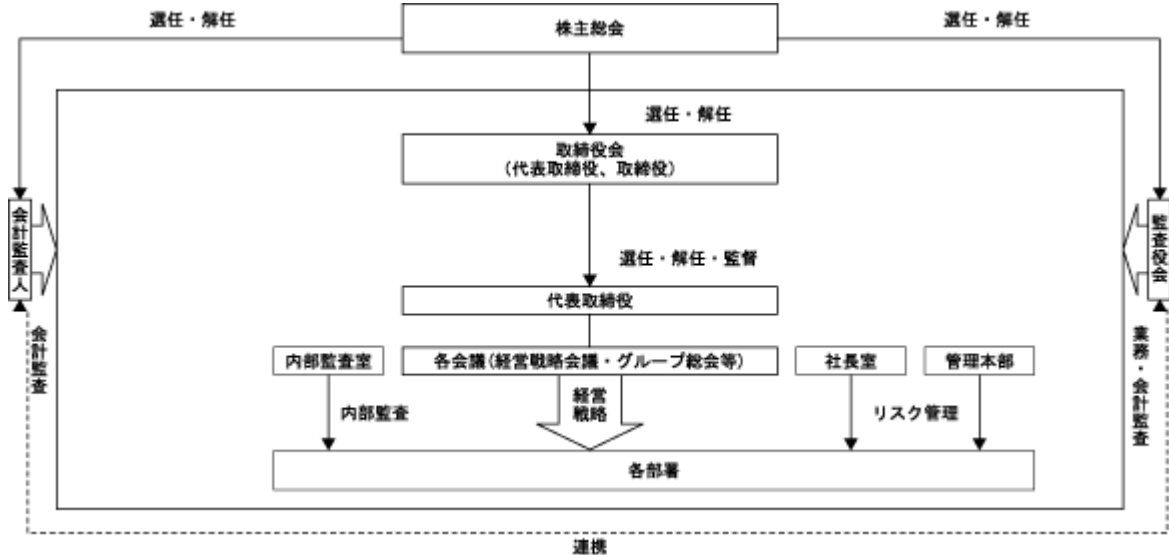 選任・解任
株主総会
選任・解任
選任・解任
取締役会
(代表取締役、取締役)
会計監査人
監査役会
選任・解任・監督
代表取締役
会計監査
業務・会計監査
内部監査室
各会議(経営戦略会議・グループ総会等)
社長室
管理本部
内部監査
経営
戦略
リスク管理
各部署
連携